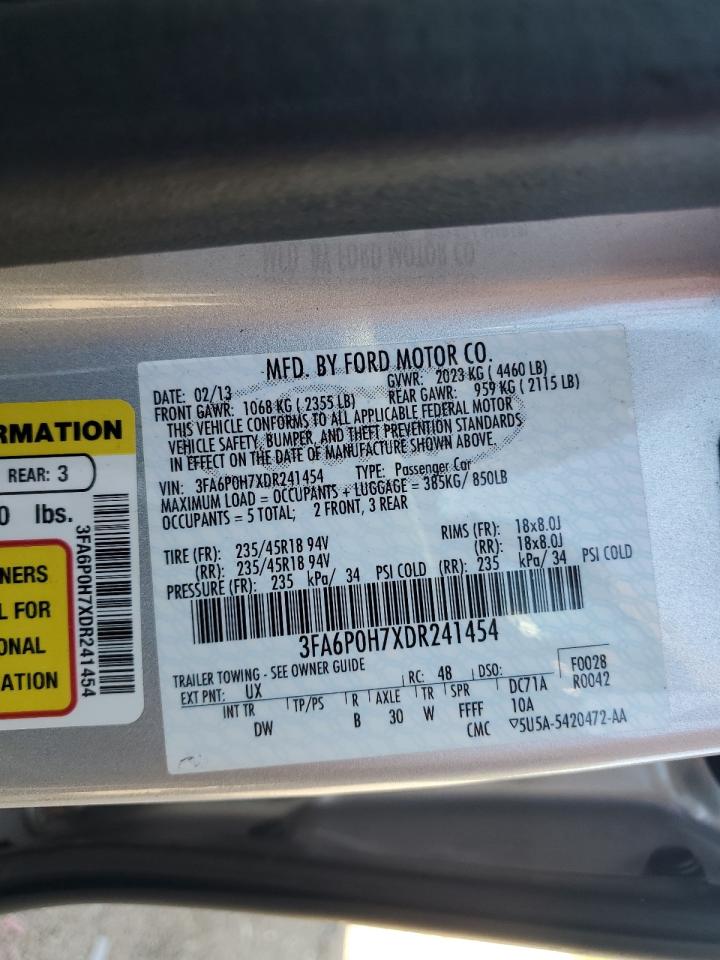 MFD. BY FORD MOTOR CO.
DATE: 02/13 GVWR: 2023 KG ( 4460 LB)
FRONT GAWR: 1068 KG ( 2355 LB) REAR GAWR: 959 KG ( 2115 LB)
THIS VEHICLE CONFORMS TO ALL APPLICABLE FEDERAL MOTOR
VEHICLE SAFETY, BUMPER, AND THEFT PREVENTION STANDARDS
IN EFFECT ON THE DATE OF MANUFACTURE SHOWN ABOVE.
VIN: 3FA6P0H7XDR241454 TYPE: Passenger Car
MAXIMUM LOAD = OCCUPANTS + LUGGAGE = 385KG/ 850LB
OCCUPANTS = 5 TOTAL; 2 FRONT, 3 REAR
TIRE (FR): 235/45R18 94V RIMS (FR): 18x8.0J
(RR): 235/45R18 94V (RR): 18x8.0J
PRESSURE (FR): 235 kPa/ 34 PSI COLD (RR): 235 kPa/ 34 PSI COLD
3FA6P0H7XDR241454
TRAILER TOWING - SEE OWNER GUIDE
EXT PNT: UX RC: 48 DSO: F0028
INT TR TP/PS R AXLE TR SPR DC71A R0042
DW B 30 W FFFF 10A
CMC 5U5A-5420472-AA
RMATION
REAR: 3
0 lbs.
NERS
L FOR
ONAL
ATION
3FA6P0H7XDR241454